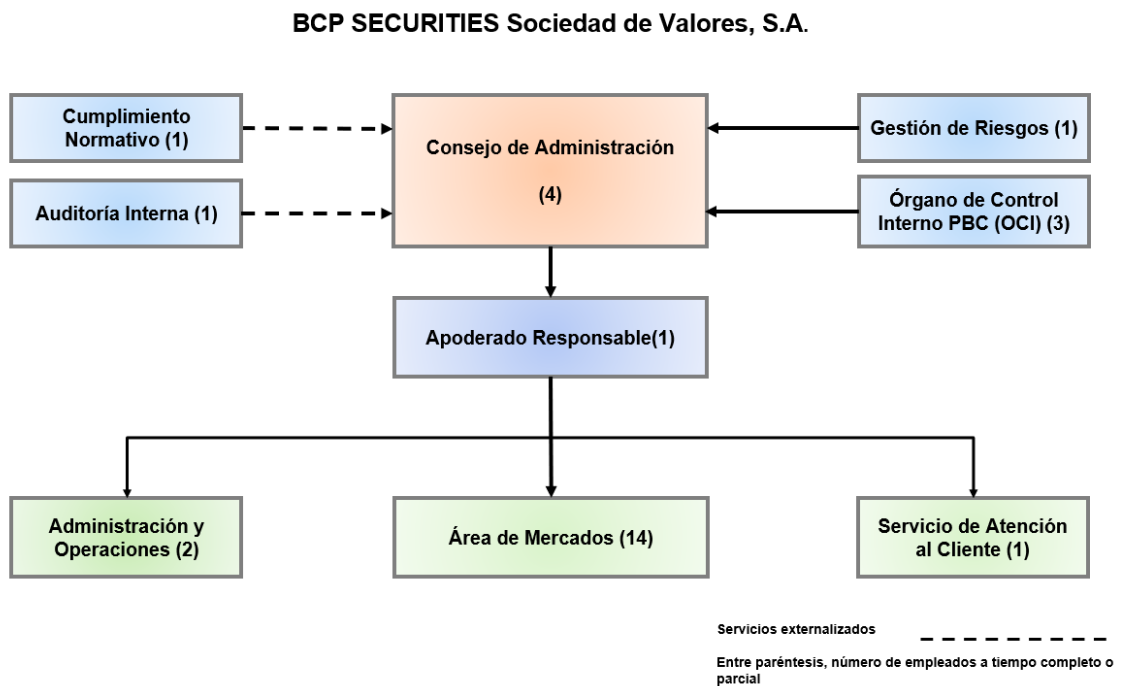 BCP SECURITIES Sociedad de Valores, S.A.
Cumplimiento
Normativo (1)
Auditoría Interna (1)
Consejo de Administración
(4)
Gestión de Riesgos (1)
Órgano de Control
Interno PBC (OCI) (3)
Apoderado Responsable(1)
Administración y
Operaciones (2)
Área de Mercados (14)
Servicio de Atención
al Cliente (1)
Servicios externalizados
Entre paréntesis, número de empleados a tiempo completo o
parcial